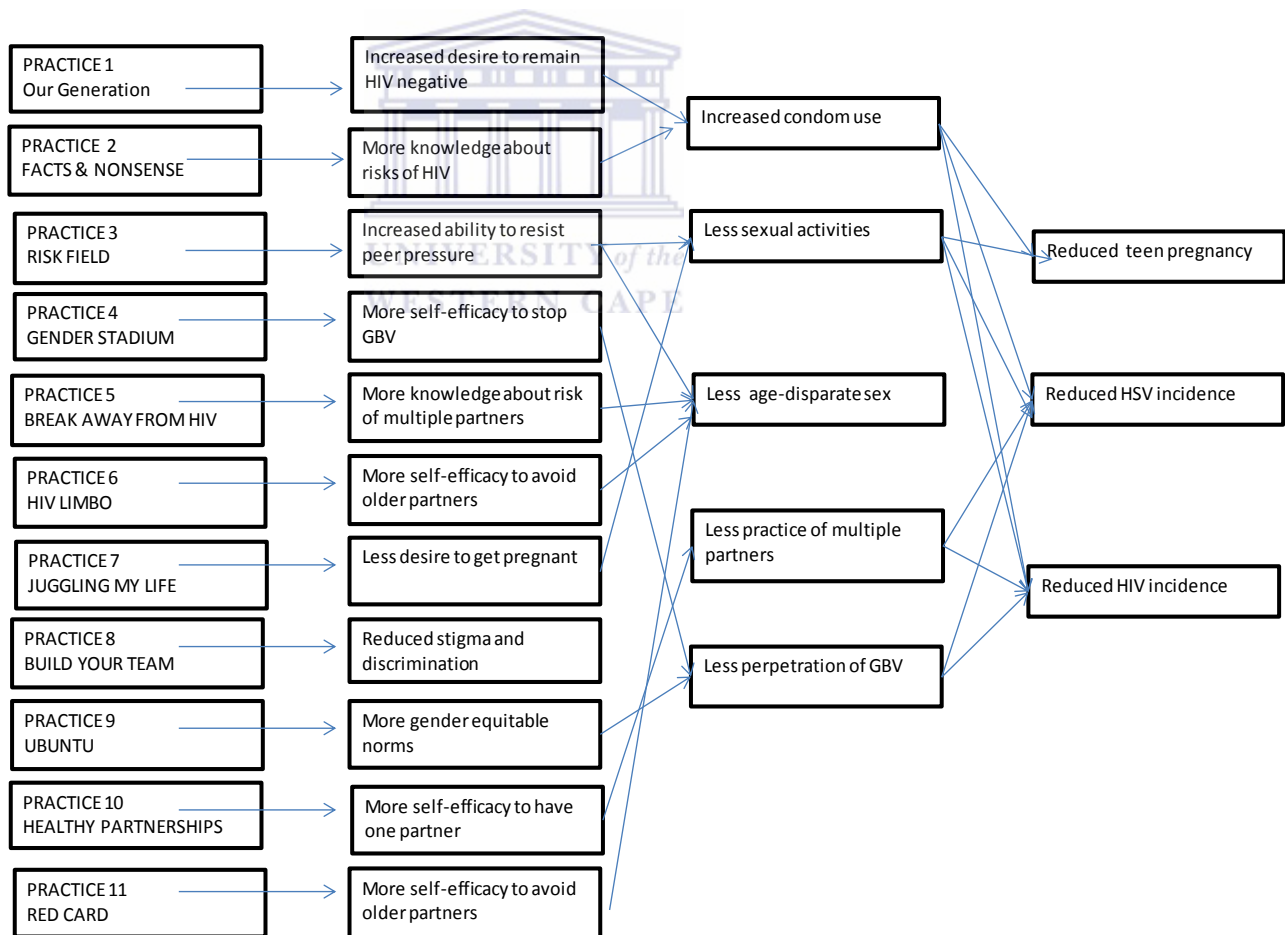 PRACTICE 1
Our Generation
PRACTICE 2
FACTS & NONSENSE
PRACTICE 3
RISK FIELD
PRACTICE 4
GENDER STADIUM
PRACTICE 5
BREAK AWAY FROM HIV
PRACTICE 6
HIV LIMBO
PRACTICE 7
JUGGLING MY LIFE
PRACTICE 8
BUILD YOUR TEAM
PRACTICE 9
UBUNTU
PRACTICE 10
HEALTHY PARTNERSHIPS
PRACTICE 11
RED CARD
Increased desire to remain
HIV negative
More knowledge about
risks of HIV
Increased ability to resist
peer pressure
More self-efficacy to stop
GBV
More knowledge about risk
of multiple partners
More self-efficacy to avoid
older partners
Less desire to get pregnant
Reduced stigma and
discrimination
More gender equitable
norms
More self-efficacy to have
one partner
More self-efficacy to avoid
older partners
UNIVERSITY of the
WESTERN CAPE
Increased condom use
Less sexual activities
Less age-disparate sex
Less practice of multiple
partners
Less perpetration of GBV
Reduced teen pregnancy
Reduced HSV incidence
Reduced HIV incidence